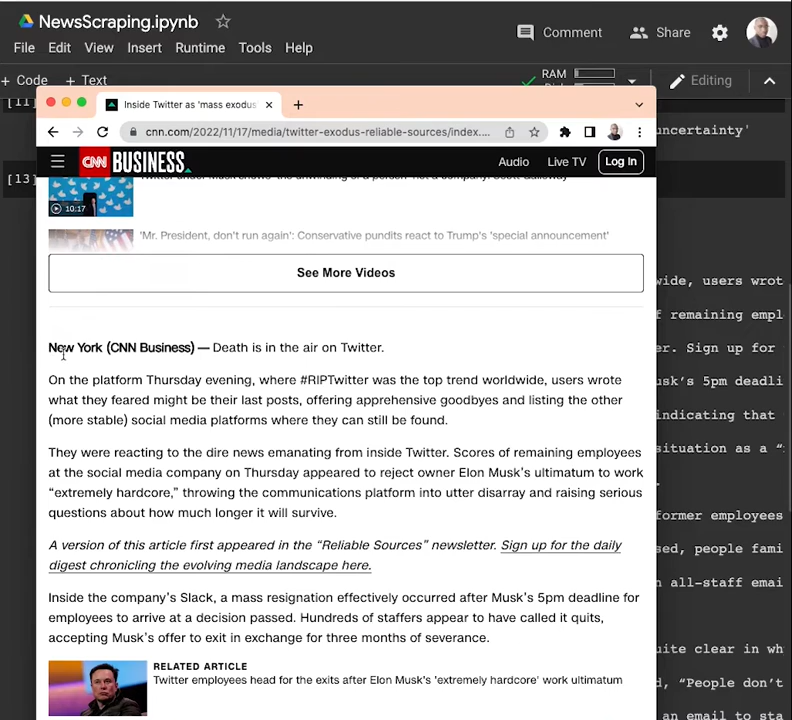 NewsScraping.ipynb
File Edit View Insert Runtime Tools Help
Comment Share
+ Code + Text
RAM
Editing
[11]
Inside Twitter as 'mass exodus
cnn.com/2022/11/17/media/twitter-exodus-reliable-sources/index....
uncertainty'
CNN BUSINESS
Audio Live TV Log In
[13]
10:17
'Mr. President, don't run again': Conservative pundits react to Trump's 'special announcement'
See More Videos
wide, users wrot
f remaining empl
er. Sign up for
usk's 5pm deadli
indicating that
situation as a "
former employees
sed, people fami
n all-staff emai
uite clear in wh
d, "People don't
an email to sta
New York (CNN Business) — Death is in the air on Twitter.
On the platform Thursday evening, where #RIPTwitter was the top trend worldwide, users wrote
what they feared might be their last posts, offering apprehensive goodbyes and listing the other
(more stable) social media platforms where they can still be found.
They were reacting to the dire news emanating from inside Twitter. Scores of remaining employees
at the social media company on Thursday appeared to reject owner Elon Musk's ultimatum to work
“extremely hardcore,” throwing the communications platform into utter disarray and raising serious
questions about how much longer it will survive.
A version of this article first appeared in the “Reliable Sources” newsletter. Sign up for the daily
digest chronicling the evolving media landscape here.
Inside the company's Slack, a mass resignation effectively occurred after Musk's 5pm deadline for
employees to arrive at a decision passed. Hundreds of staffers appear to have called it quits,
accepting Musk's offer to exit in exchange for three months of severance.
RELATED ARTICLE
Twitter employees head for the exits after Elon Musk's 'extremely hardcore' work ultimatum